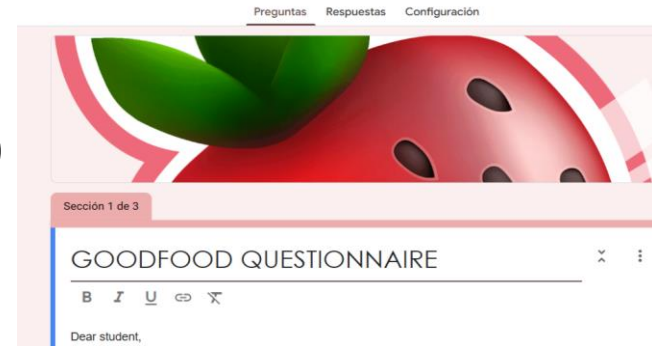 Preguntas Respuestas Configuración
Sección 1 de 3
GOODFOOD QUESTIONNAIRE
B I U
Dear student,